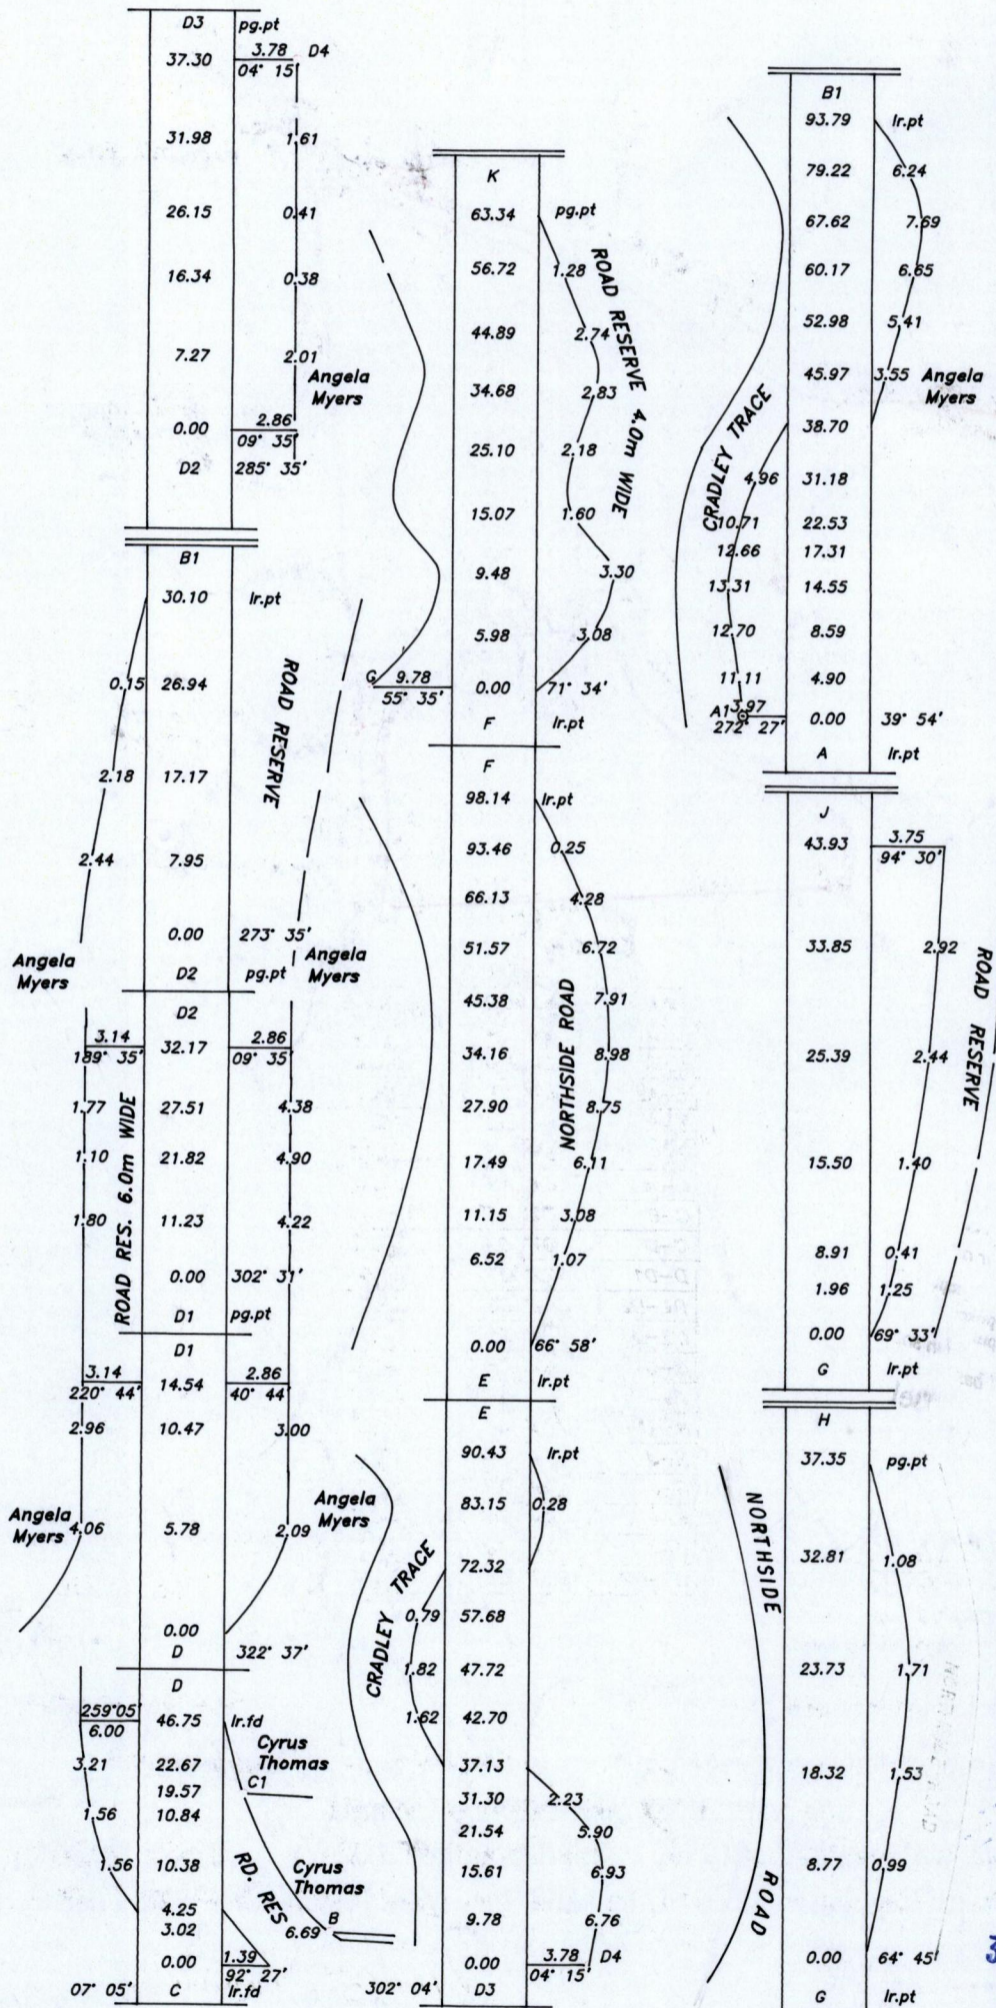 D3 pg.pt
37.30 3.78 D4
04° 15'
31.98 1.61
26.15 0.41
16.34 0.38
7.27 2.01
Angela
Myers
0.00 2.86
09° 35'
D2 285° 35'
B1
30.10 Ir.pt
0.15 26.94
ROAD RESERVE
2.18 17.17
2.44 7.95
0.00 273° 35'
Angela
Myers
D2 pg.pt
Angela
Myers
D2
3.14 32.17 2.86
189° 35' 09° 35'
1.77 27.51 4.38
1.10 21.82 4.90
1.80 11.23 4.22
ROAD RES. 6.0m WIDE
0.00 302° 31'
D1 pg.pt
D1
3.14 14.54 2.86
220° 44' 40° 44'
2.96 10.47 3.00
Angela
Myers
4.06 5.78 2.09
Angela
Myers
0.00
D 322° 37'
D
259°05' 46.75 Ir.fd
6.00
Cyrus
Thomas
3.21 22.67
19.57 C1
1.56 10.84
1.56 10.38
Cyrus
Thomas
RD. RES
4.25
3.02 6.69 B
0.00 1.39
92° 27'
07° 05' C Ir.fd
K
63.34 pg.pt
56.72 1.28
44.89 2.74
34.68 2.83
25.10 2.18
15.07 1.60
ROAD RESERVE 4.0m WIDE
9.48 3.30
5.98 3.08
G 9.78 0.00 71° 34'
55° 35'
F Ir.pt
F
98.14 Ir.pt
93.46 0.25
66.13 4.28
51.57 6.72
45.38 7.91
34.16 8.98
27.90 8.75
17.49 6.11
NORTHSIDE ROAD
11.15 3.08
6.52 1.07
0.00 66° 58'
E Ir.pt
E
90.43 Ir.pt
83.15 0.28
72.32
0.79 57.68
1.82 47.72
1.62 42.70
CRADLEY TRACE
37.13
31.30 2.23
21.54 5.90
15.61 6.93
9.78 6.76
0.00 3.78 D4
04° 15'
302° 04' D3
B1
93.79 Ir.pt
79.22 6.24
67.62 7.69
60.17 6.65
52.98 5.41
45.97 3.55
Angela
Myers
38.70
CRADLEY TRACE
4.96 31.18
10.71 22.53
12.66 17.31
13.31 14.55
12.70 8.59
11.11 4.90
A1 3.97 0.00 39° 54'
272° 27'
A Ir.pt
J
43.93 3.75
94° 30'
33.85 2.92
25.39 2.44
ROAD RESERVE
15.50 1.40
8.91 0.41
1.96 1.25
0.00 69° 33'
G Ir.pt
H
37.35 pg.pt
32.81 1.08
23.73 1.71
18.32 1.53
NORTHSIDE ROAD
8.77 0.99
0.00 64° 45'
G Ir.pt
3